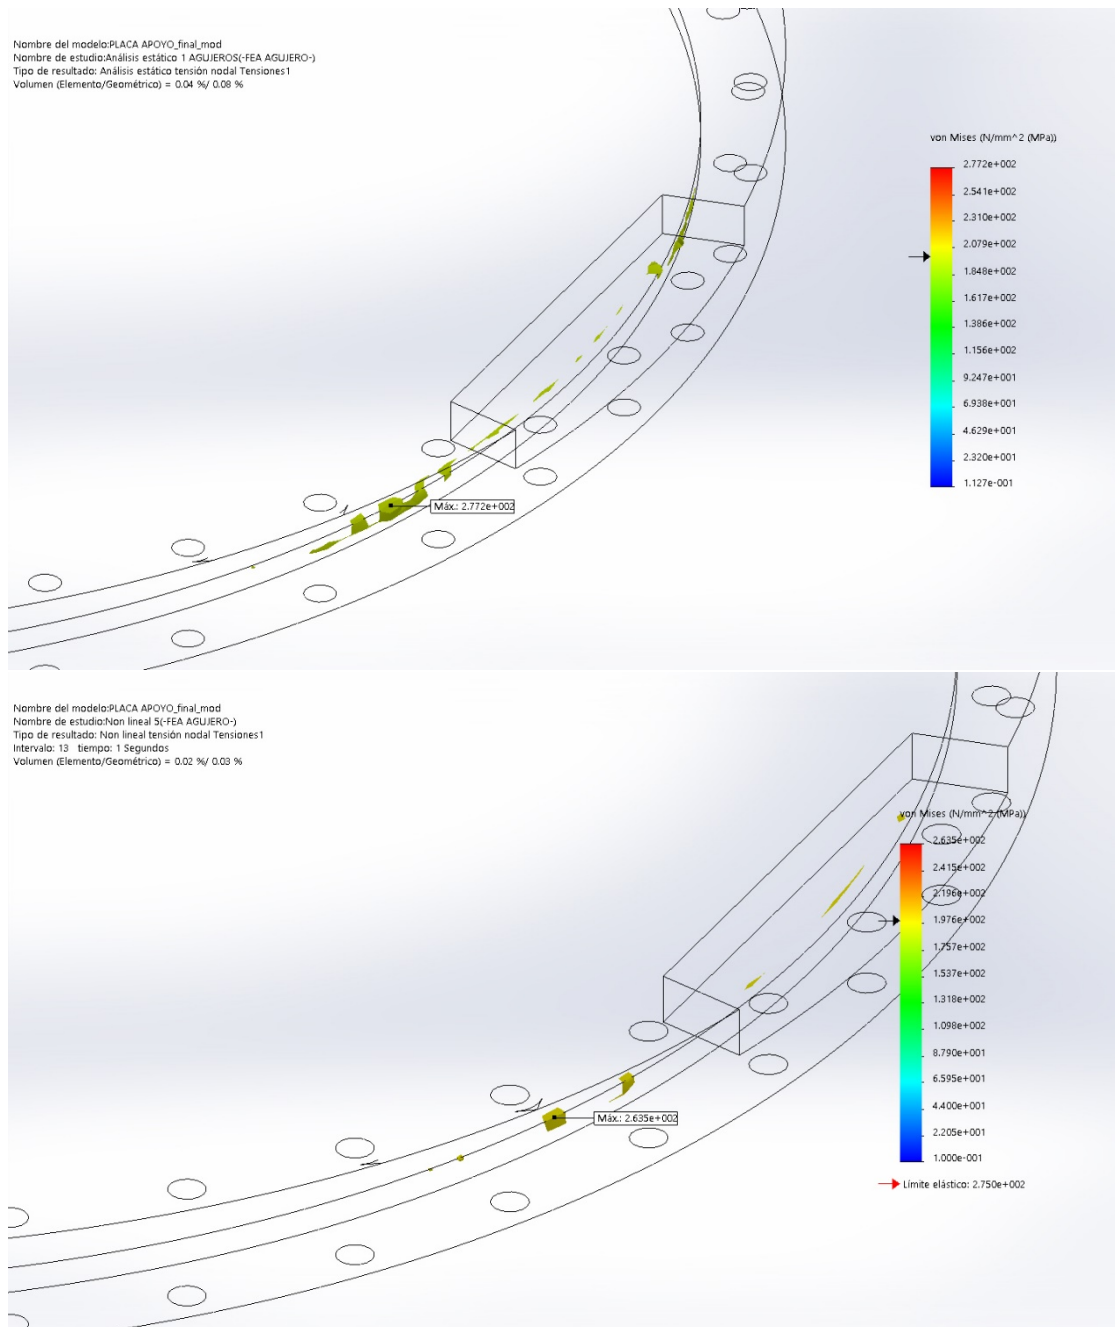 Nombre del modelo:PLACA APOYO_final_mod
Nombre de estudio:Análisis estático 1 AGUJEROS(-FEA AGUJERO-)
Tipo de resultado: Análisis estático tensión nodal Tensiones1
Volumen (Elemento/Geométrico) = 0.04 %/ 0.08 %
von Mises (N/mm^2 (MPa))
2.772e+002
2.541e+002
2.310e+002
2.079e+002
1.848e+002
1.617e+002
1.386e+002
1.156e+002
9.247e+001
6.938e+001
4.629e+001
2.320e+001
1.127e-001
Máx.: 2.772e+002
Nombre del modelo:PLACA APOYO_final_mod
Nombre de estudio:Non lineal 5(-FEA AGUJERO-)
Tipo de resultado: Non lineal tensión nodal Tensiones1
Intervalo: 13 tiempo: 1 Segundos
Volumen (Elemento/Geométrico) = 0.02 %/ 0.03 %
von Mises (N/mm^2 (MPa))
2.635e+002
2.415e+002
2.196e+002
1.976e+002
1.757e+002
1.537e+002
1.318e+002
1.098e+002
8.790e+001
6.595e+001
4.400e+001
2.205e+001
1.000e-001
Máx.: 2.635e+002
Límite elástico: 2.750e+002